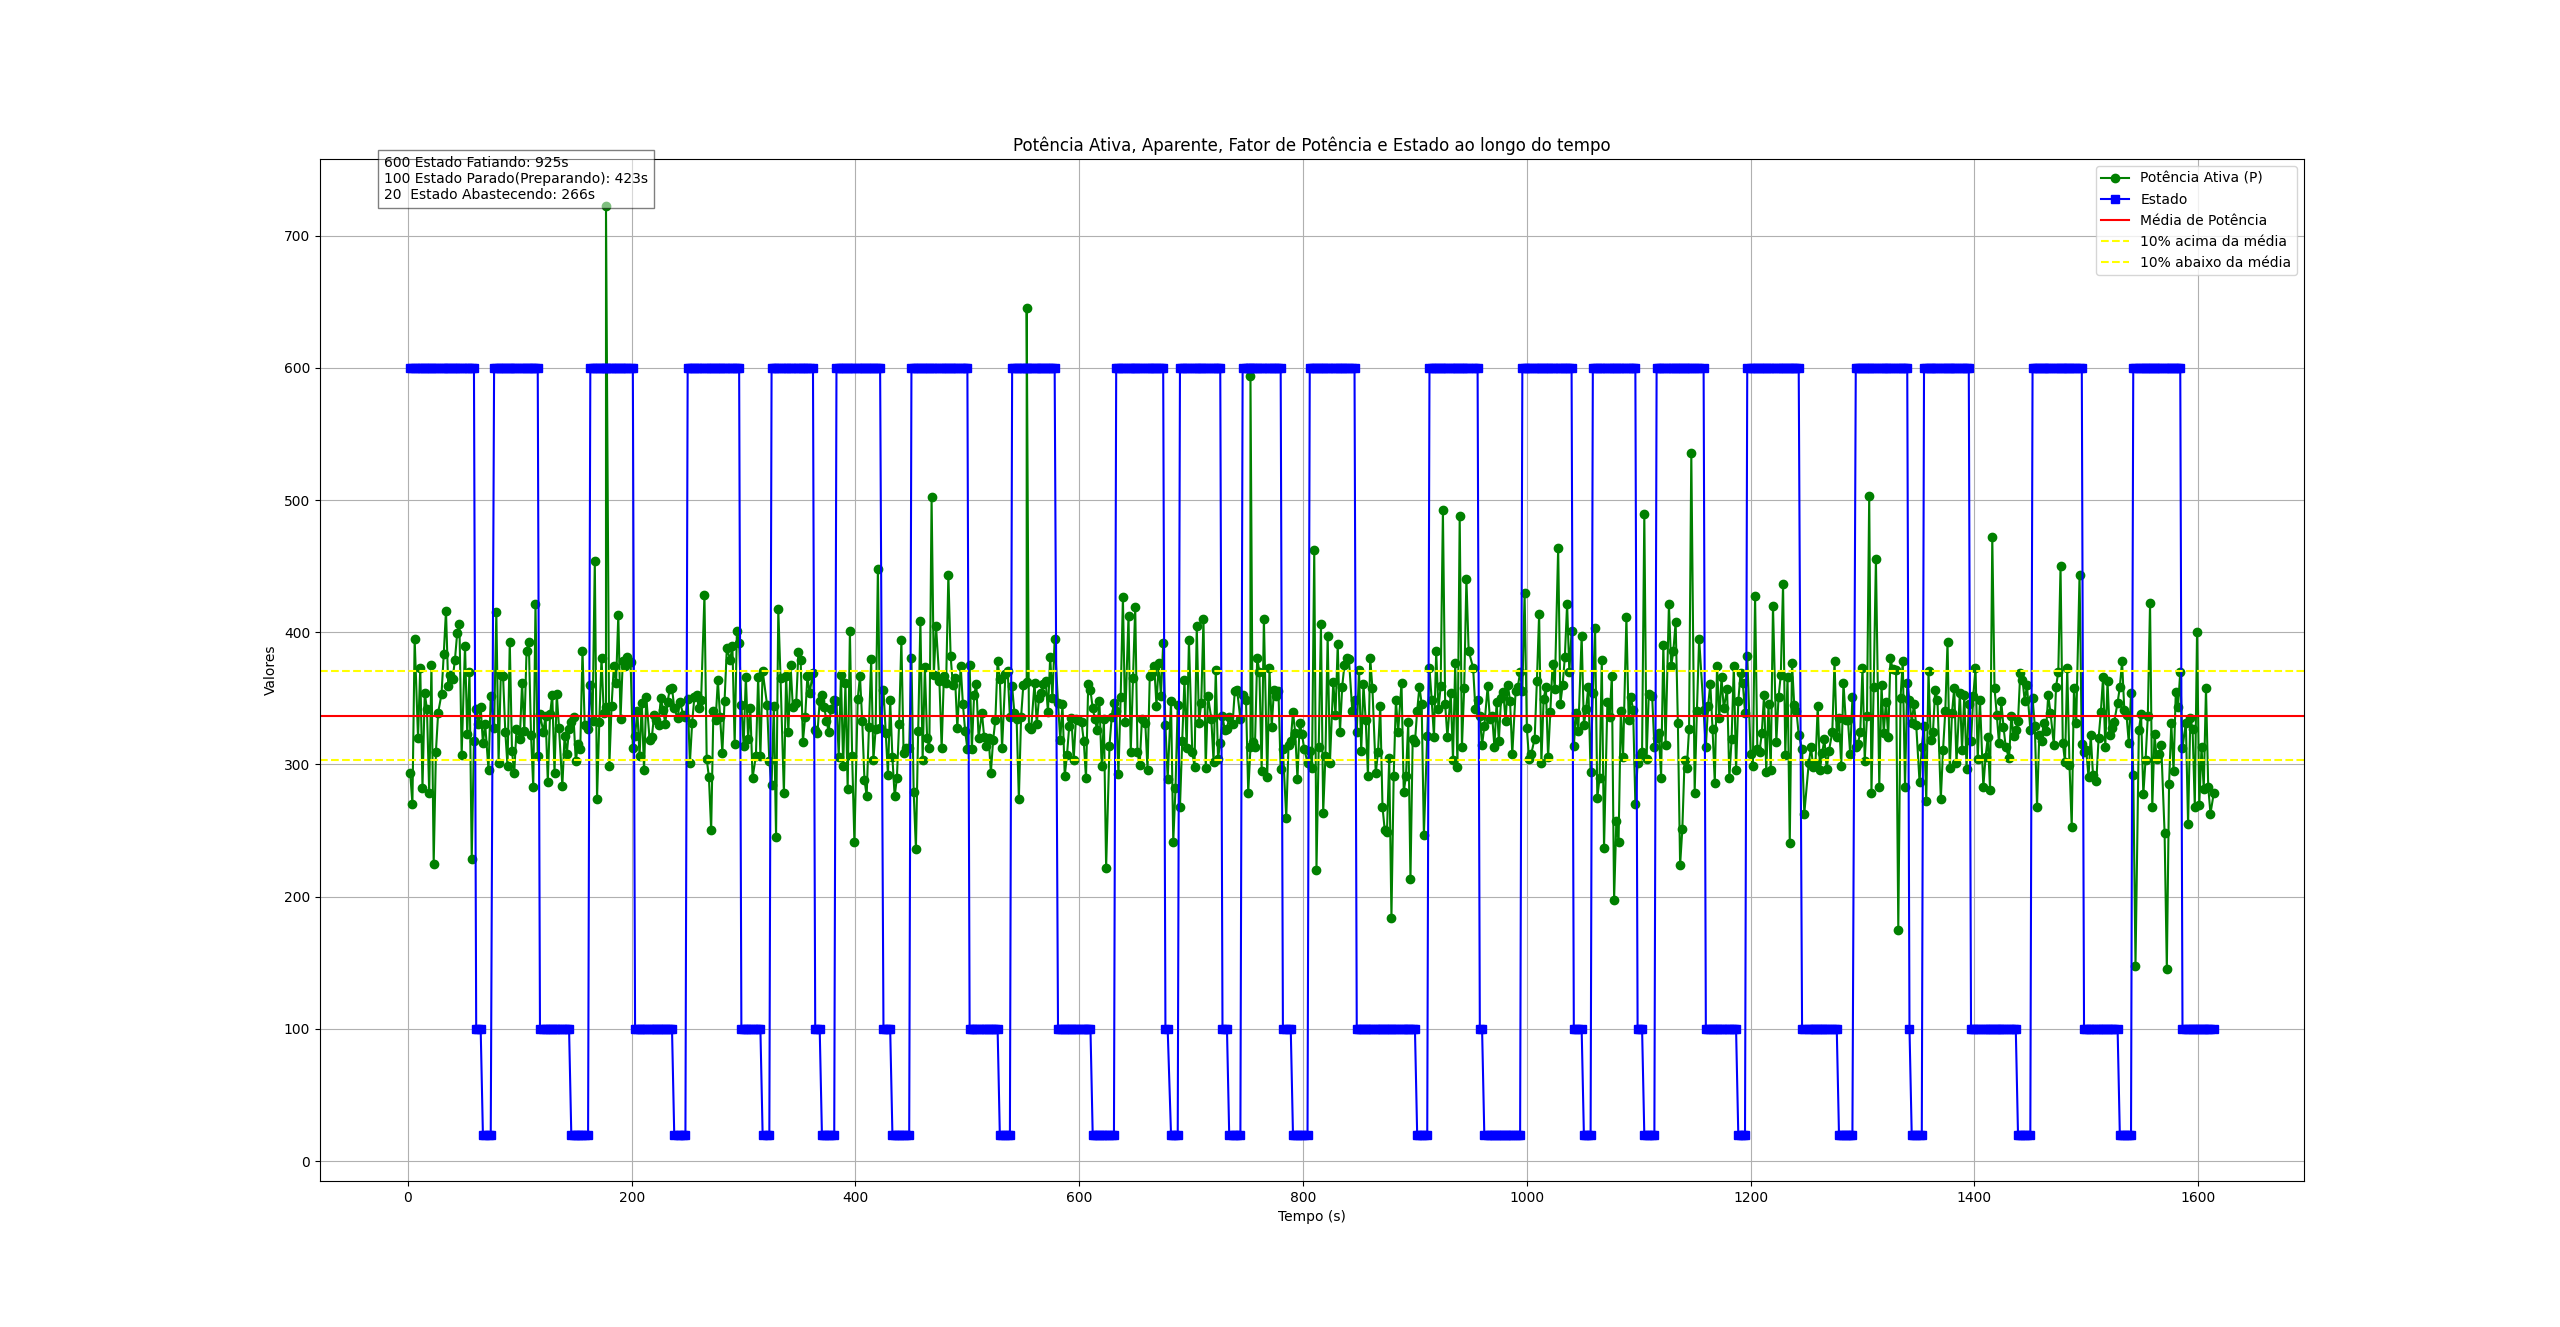 Potência Ativa, Aparente, Fator de Potência e Estado ao longo do tempo
600 Estado Fatiando: 925s
100 Estado Parado(Preparando): 423s
20  Estado Abastecendo: 266s
Potência Ativa (P)
Estado
Média de Potência
10% acima da média
10% abaixo da média
Valores
700
600
500
400
300
200
100
0
0 200 400 600 800 1000 1200 1400 1600
Tempo (s)